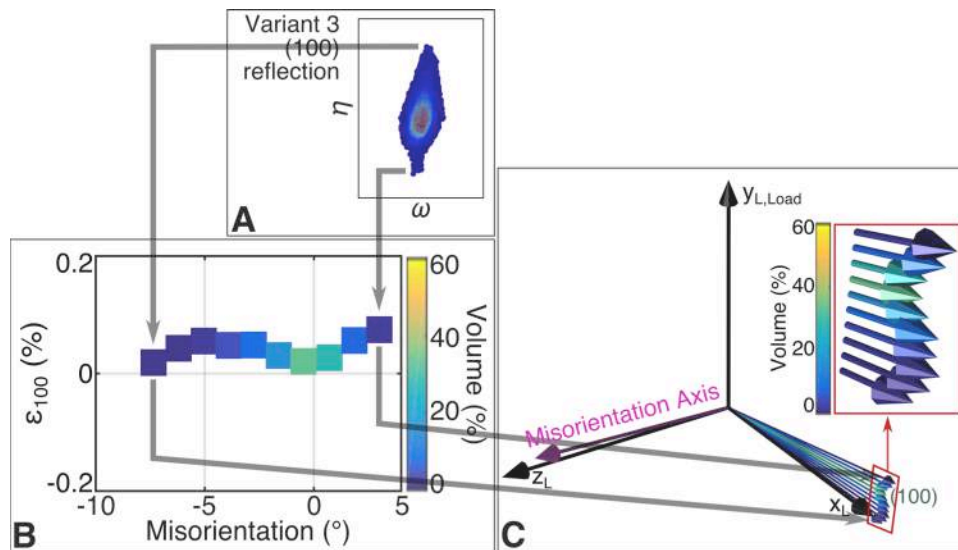 Variant 3
(100)
reflection
η
ω
A
0.2
0
-0.2
ε100 (%)
-10
-5
0
5
Misorientation (°)
60
40
20
0
Volume (%)
B
yL,Load
Misorientation Axis
zL
xL
(100)
60
40
20
0
Volume (%)
C